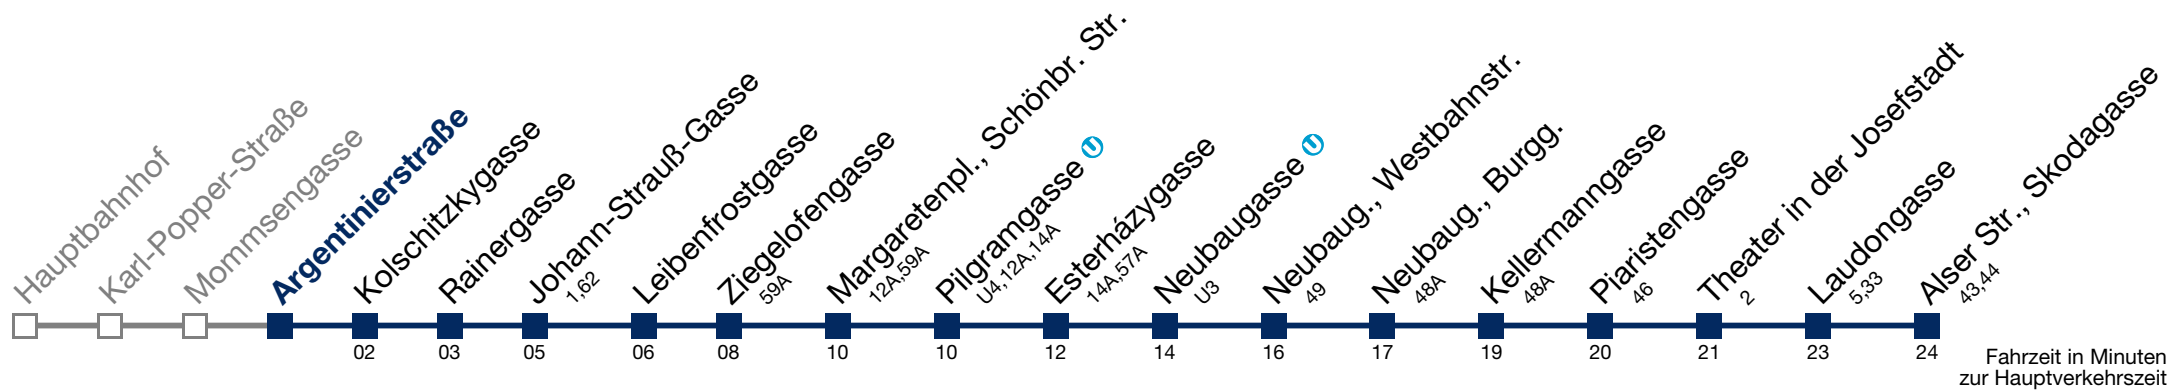 Hauptbahnhof
Karl-Popper-Straße
Mommsengasse
Argentinierstraße
Kolschitzkygasse
Rainergasse
Johann-Strauß-Gasse
1,62
Leibenfrostgasse
Ziegelofengasse
59A
Margaretenpl., Schönbr. Str.
12A,59A
Pilgramgasse U
U4,12A,14A
Esterházygasse
14A,57A
Neubaugasse U
U3
Neubaug., Westbahnstr.
49
Neubaug., Burgg.
48A
Kellermanngasse
48A
Piaristengasse
46
Theater in der Josefstadt
2
Laudongasse
5,33
Alser Str., Skodagasse
43,44
02 03 05 06 08 10 10 12 14 16 17 19 20 21 23 24
Fahrzeit in Minuten
zur Hauptverkehrszeit